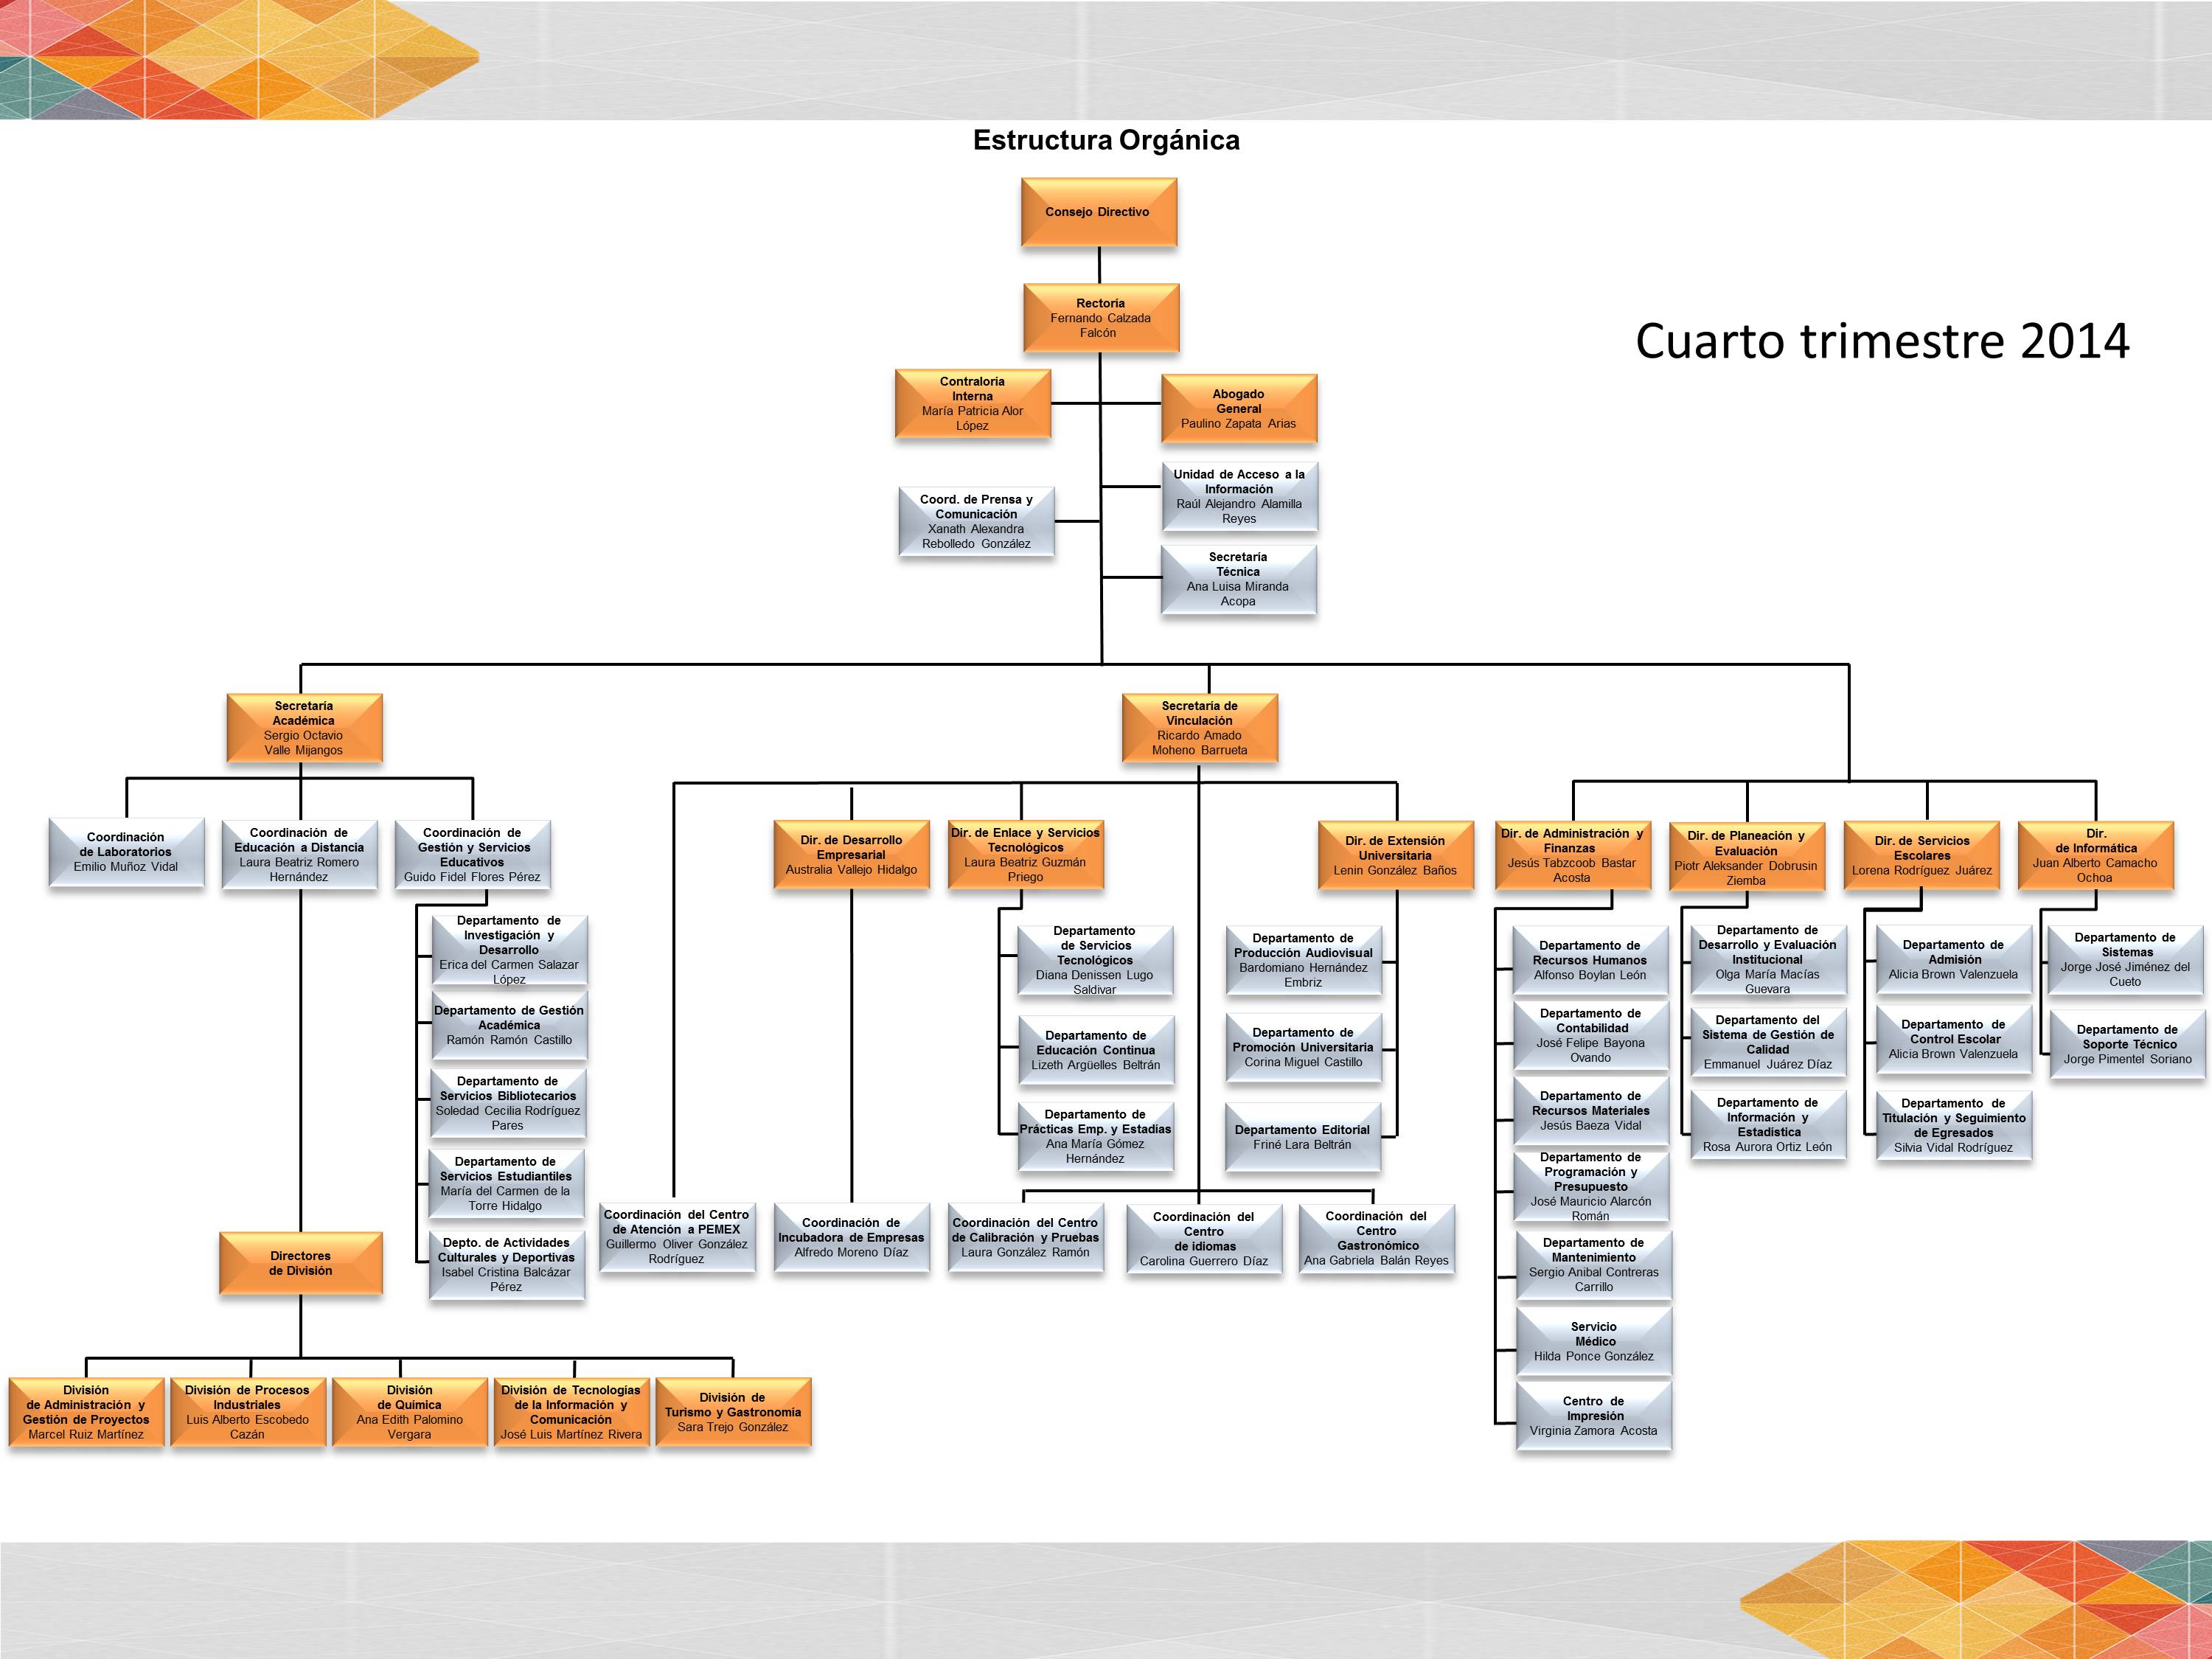 Estructura Orgánica
Consejo Directivo
Rectoría
Fernando Calzada
Falcón
Cuarto trimestre 2014
Contraloría
Interna
María Patricia Alor
López
Abogado
General
Paulino Zapata Arias
Coord. de Prensa y
Comunicación
Xanath Alexandra
Rebolledo González
Unidad de Acceso a la
Información
Raúl Alejandro Alamilla
Reyes
Secretaría
Técnica
Ana Luisa Miranda
Acopa
Secretaría
Académica
Sergio Octavio
Valle Mijangos
Secretaría de
Vinculación
Ricardo Amado
Moheno Barrueta
Coordinación
de Laboratorios
Emilio Muñoz Vidal
Coordinación de
Educación a Distancia
Laura Beatriz Romero
Hernández
Coordinación de
Gestión y Servicios
Educativos
Guido Fidel Flores Pérez
Dir. de Desarrollo
Empresarial
Australia Vallejo Hidalgo
Dir. de Enlace y Servicios
Tecnológicos
Laura Beatriz Guzmán
Priego
Dir. de Extensión
Universitaria
Lenin González Baños
Dir. de Administración y
Finanzas
Jesús Tabzcoob Bastar
Acosta
Dir. de Planeación y
Evaluación
Piotr Aleksander Dobrusin
Ziemba
Dir. de Servicios
Escolares
Lorena Rodríguez Juárez
Dir.
de Informática
Juan Alberto Camacho
Ochoa
Departamento de
Investigación y
Desarrollo
Erica del Carmen Salazar
López
Departamento de Gestión
Académica
Ramón Ramón Castillo
Departamento de
Servicios Bibliotecarios
Soledad Cecilia Rodríguez
Pares
Departamento de
Servicios Estudiantiles
María del Carmen de la
Torre Hidalgo
Depto. de Actividades
Culturales y Deportivas
Isabel Cristina Balcázar
Pérez
Departamento
de Servicios
Tecnológicos
Diana Denissen Lugo
Saldivar
Departamento de
Educación Continua
Lizeth Argüelles Beltrán
Departamento de
Prácticas Emp. y Estadías
Ana María Gómez
Hernández
Departamento de
Producción Audiovisual
Bardomiano Hernández
Embriz
Departamento de
Promoción Universitaria
Corina Miguel Castillo
Departamento Editorial
Friné Lara Beltrán
Departamento de
Recursos Humanos
Alfonso Boylan León
Departamento de
Contabilidad
José Felipe Bayona
Ovando
Departamento de
Recursos Materiales
Jesús Baeza Vidal
Departamento de
Programación y
Presupuesto
José Mauricio Alarcón
Román
Departamento de
Mantenimiento
Sergio Anibal Contreras
Carrillo
Servicio
Médico
Hilda Ponce González
Centro de
Impresión
Virginia Zamora Acosta
Departamento de
Desarrollo y Evaluación
Institucional
Olga María Macías
Guevara
Departamento del
Sistema de Gestión de
Calidad
Emmanuel Juárez Díaz
Departamento de
Información y
Estadística
Rosa Aurora Ortiz León
Departamento de
Admisión
Alicia Brown Valenzuela
Departamento de
Control Escolar
Alicia Brown Valenzuela
Departamento de
Titulación y Seguimiento
de Egresados
Silvia Vidal Rodríguez
Departamento de
Sistemas
Jorge José Jiménez del
Cueto
Departamento de
Soporte Técnico
Jorge Pimentel Soriano
Coordinación del Centro
de Atención a PEMEX
Guillermo Oliver González
Rodríguez
Coordinación de
Incubadora de Empresas
Alfredo Moreno Díaz
Coordinación del Centro
de Calibración y Pruebas
Laura González Ramón
Coordinación del
Centro
de idiomas
Carolina Guerrero Díaz
Coordinación del
Centro
Gastronómico
Ana Gabriela Balán Reyes
Directores
de División
División
de Administración y
Gestión de Proyectos
Marcel Ruiz Martínez
División de Procesos
Industriales
Luis Alberto Escobedo
Cazán
División
de Química
Ana Edith Palomino
Vergara
División de Tecnologías
de la Información y
Comunicación
José Luis Martínez Rivera
División de
Turismo y Gastronomía
Sara Trejo González